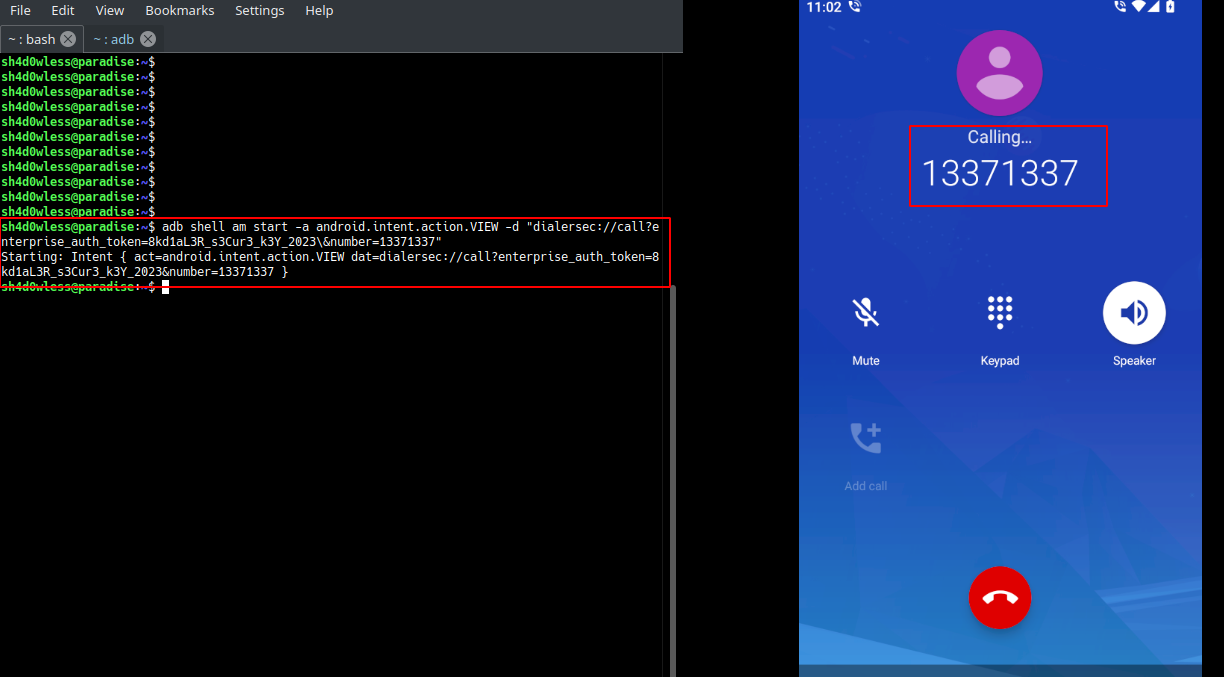 File Edit View Bookmarks Settings Help
~ : bash ~ : adb
sh4d0wless@paradise:~$
sh4d0wless@paradise:~$
sh4d0wless@paradise:~$
sh4d0wless@paradise:~$
sh4d0wless@paradise:~$
sh4d0wless@paradise:~$
sh4d0wless@paradise:~$
sh4d0wless@paradise:~$
sh4d0wless@paradise:~$
sh4d0wless@paradise:~$
sh4d0wless@paradise:~$
sh4d0wless@paradise:~$ adb shell am start -a android.intent.action.VIEW -d "dialersec://call?e
nterprise_auth_token=8kd1aL3R_s3Cur3_k3Y_2023\&number=13371337"
Starting: Intent { act=android.intent.action.VIEW dat=dialersec://call?enterprise_auth_token=8
kd1aL3R_s3Cur3_k3Y_2023&number=13371337 }
sh4d0wless@paradise:~$
11:02
Calling…
13371337
Mute Keypad Speaker
Add call